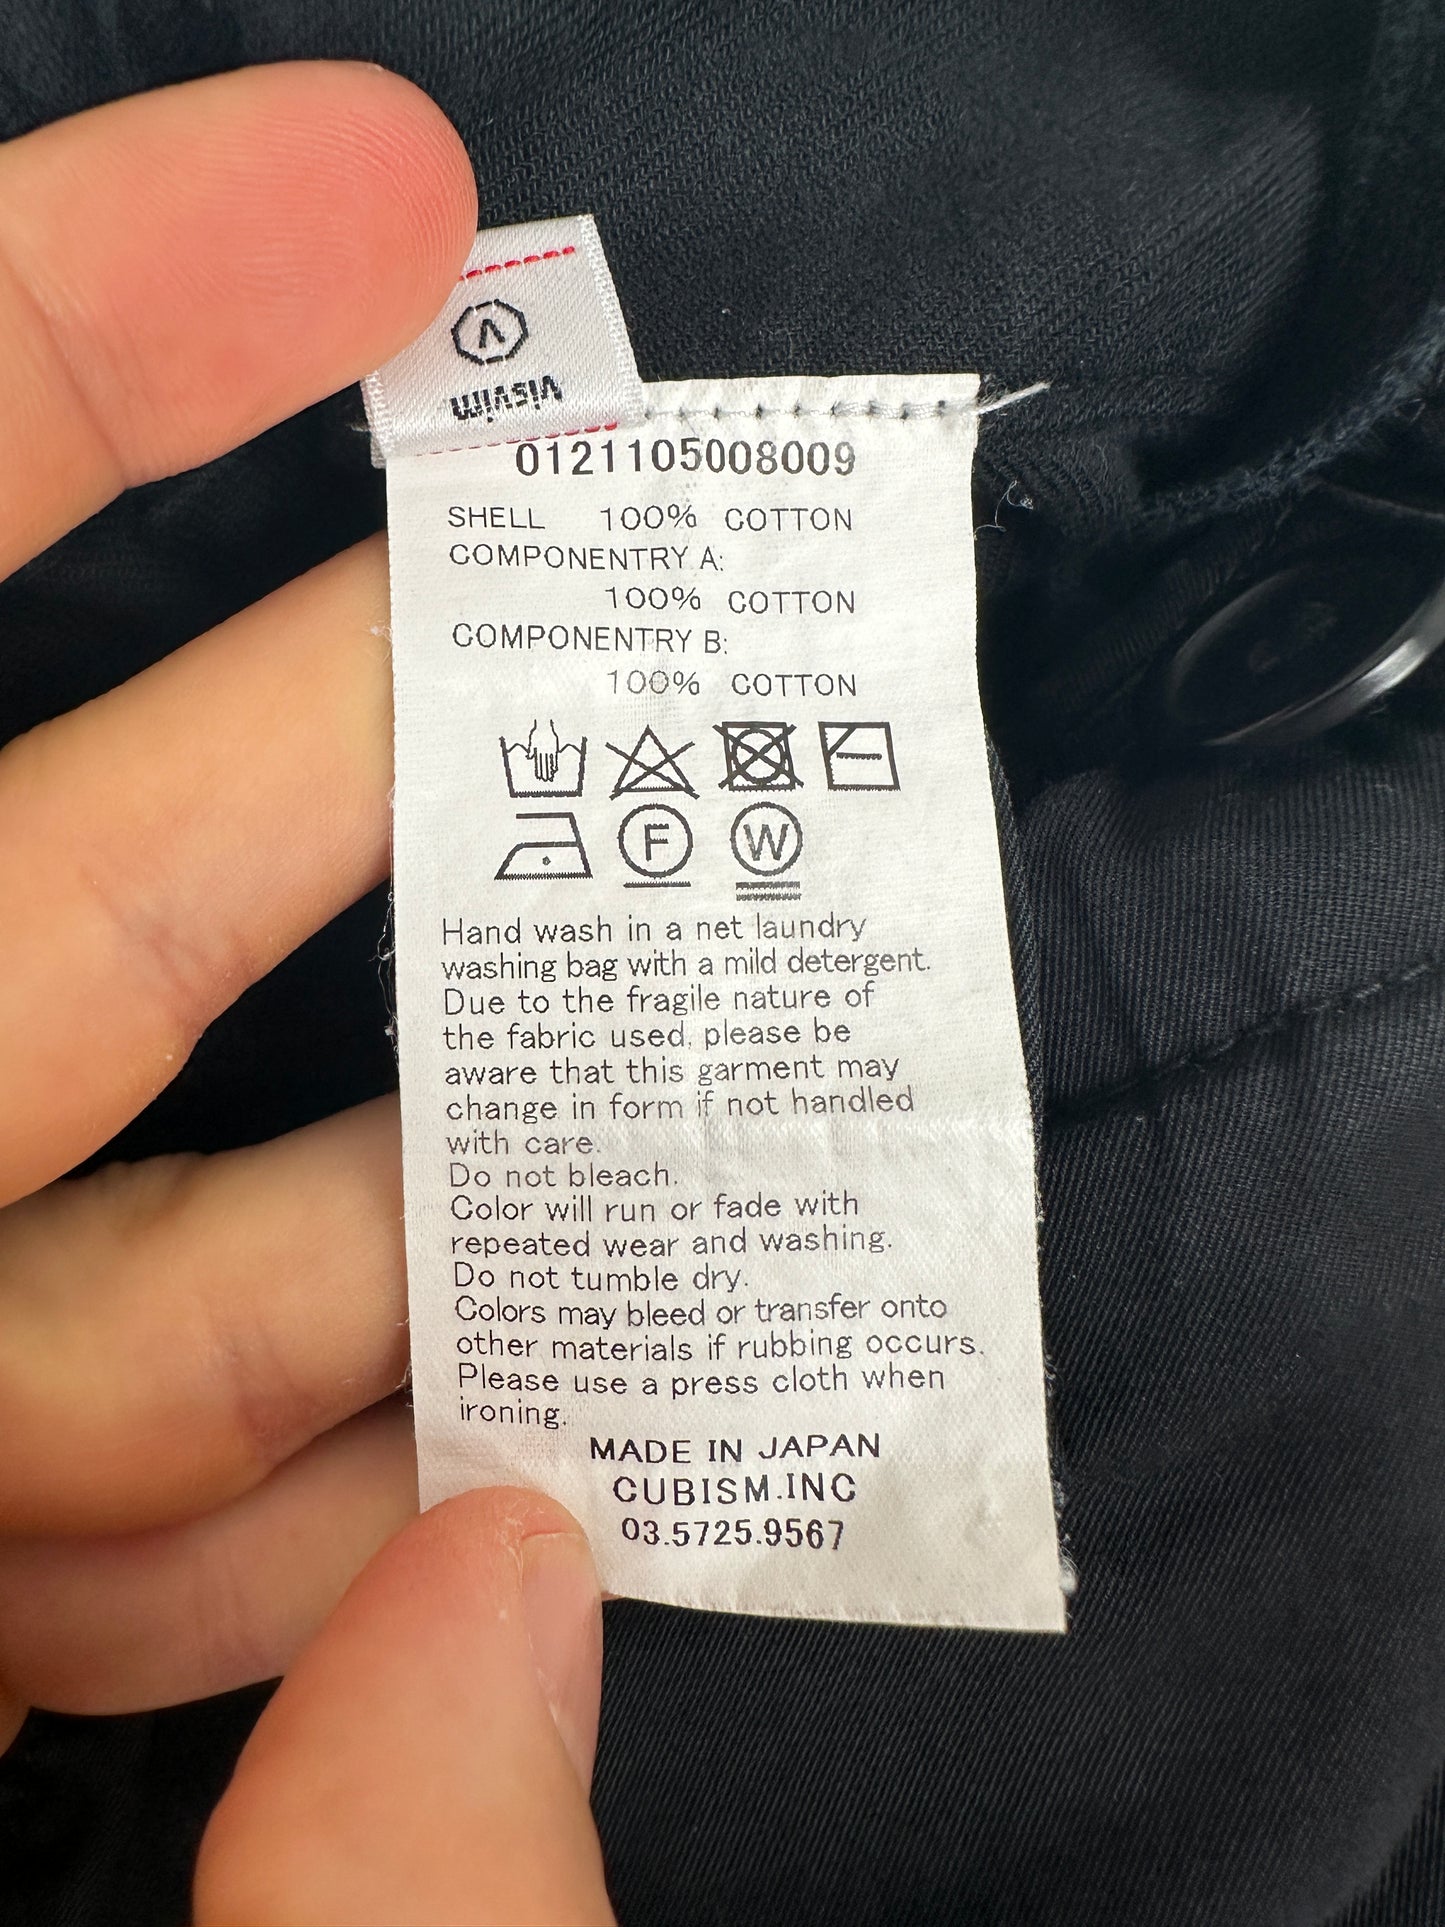 V
visvim
0121105008009
SHELL 100% COTTON
COMPONENTRY A:
100% COTTON
COMPONENTRY B:
100% COTTON
F
W
Hand wash in a net laundry
washing bag with a mild detergent.
Due to the fragile nature of
the fabric used, please be
aware that this garment may
change in form if not handled
with care.
Do not bleach.
Color will run or fade with
repeated wear and washing.
Do not tumble dry.
Colors may bleed or transfer onto
other materials if rubbing occurs.
Please use a press cloth when
ironing.
MADE IN JAPAN
CUBISM.INC
03.5725.9567